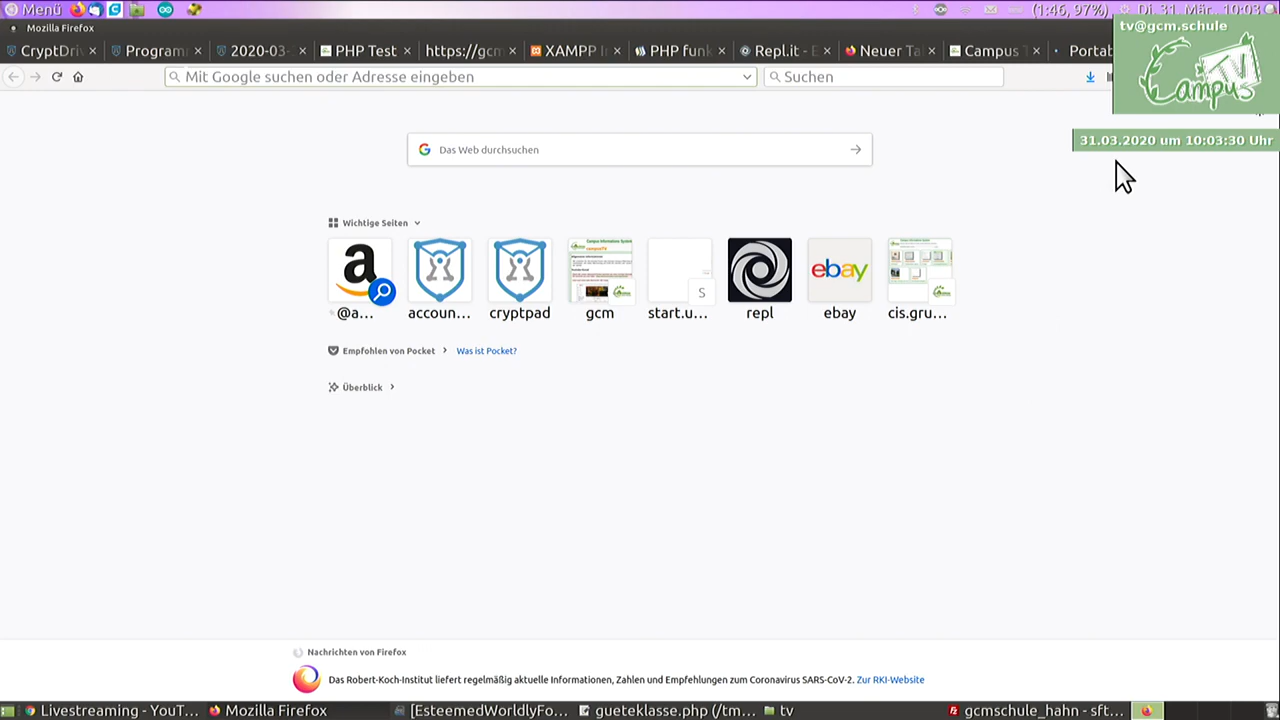 Menü
(1:46, 97%)
Di 31. Mär., 10:03
Mozilla Firefox
CryptDri
Program
2020-03-
PHP Test
https://gcm
XAMPP I
PHP funk
Repl.it - E
Neuer Ta
Campus T
Portab
tv@gcm.schule
Campus TV
Mit Google suchen oder Adresse eingeben
Suchen
31.03.2020 um 10:03:30 Uhr
Das Web durchsuchen
Wichtige Seiten
@a...
accoun...
cryptpad
gcm
start.u...
S
repl
ebay
ebay
cis.gru...
Empfohlen von Pocket
Was ist Pocket?
Überblick
Nachrichten von Firefox
Das Robert-Koch-Institut liefert regelmäßig aktuelle Informationen, Zahlen und Empfehlungen zum Coronavirus SARS-CoV-2. Zur RKI-Website
Livestreaming - YouT...
Mozilla Firefox
[EsteemedWorldlyFo...
gueteklasse.php (/tm...
tv
gcmschule_hahn - sft...